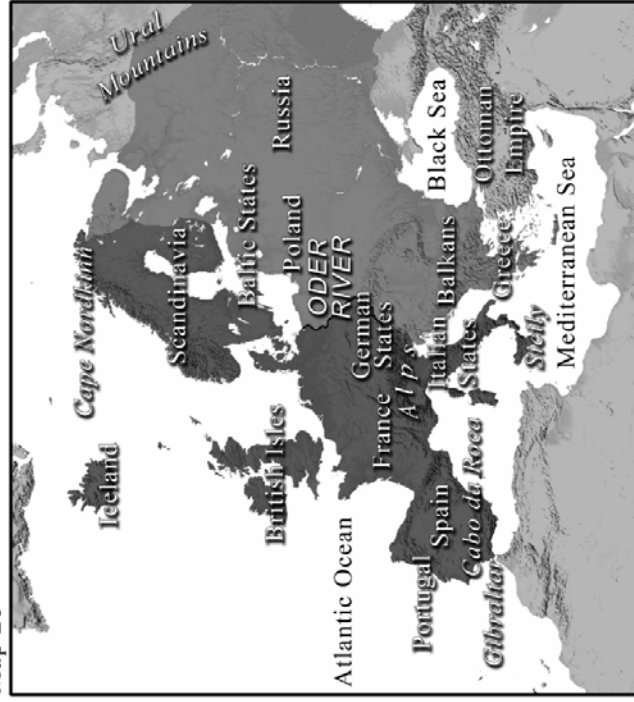 Ural
Mountains
Cape Nordkinn
Iceland
Scandinavia
Baltic States
British Isles
Russia
Poland
ODER
RIVER
Atlantic Ocean
German
States
France
Alps
Portugal
Spain
Italian
States
Balkans
Black Sea
Cabo da Roca
Gibraltar
Ottoman
Empire
Greece
Sicily
Mediterranean Sea